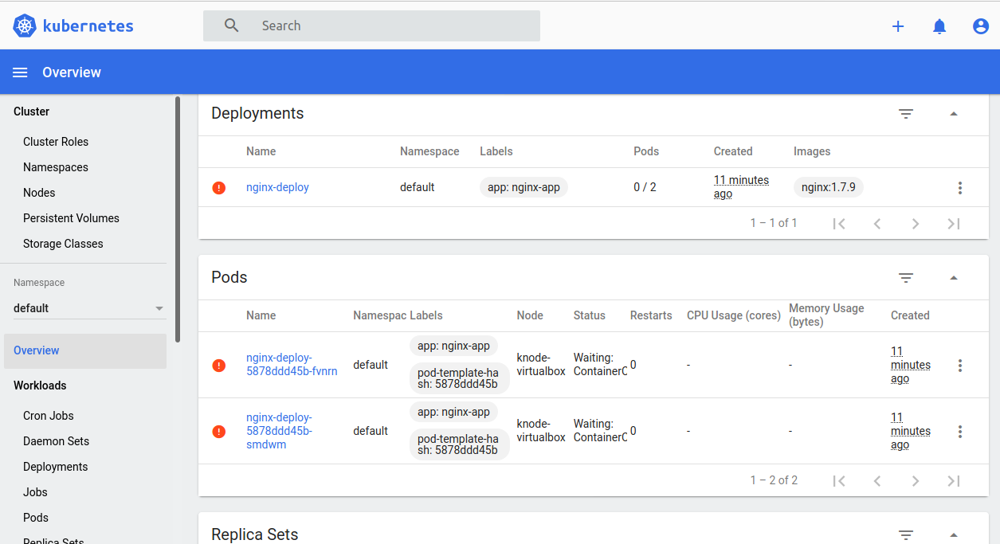 kubernetes
Search
Overview
Cluster
Cluster Roles
Namespaces
Nodes
Persistent Volumes
Storage Classes
Namespace
default
Overview
Workloads
Cron Jobs
Daemon Sets
Deployments
Jobs
Pods
Replica Sets
Deployments
Name Namespace Labels Pods Created Images
nginx-deploy default app: nginx-app 0 / 2 11 minutes ago nginx:1.7.9
1 – 1 of 1
Pods
Name Namespac Labels Node Status Restarts CPU Usage (cores) Memory Usage (bytes) Created
nginx-deploy-
5878ddd45b-fvnrn
default
app: nginx-app
pod-template-ha
sh: 5878ddd45b
knode-
virtualbox
Waiting:
ContainerC
0
-
-
11
minutes
ago
nginx-deploy-
5878ddd45b-
smdwm
default
app: nginx-app
pod-template-ha
sh: 5878ddd45b
knode-
virtualbox
Waiting:
ContainerC
0
-
-
11
minutes
ago
1 – 2 of 2
Replica Sets